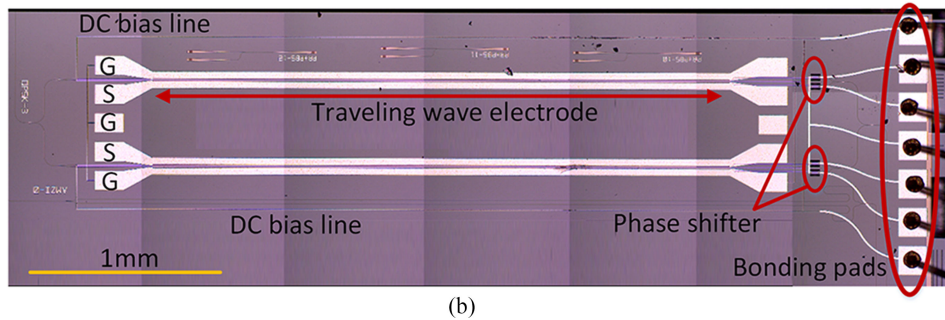 DC bias line
G
S
G
S
G
Traveling wave electrode
DC bias line
Phase shifter
1mm
Bonding pads
(b)